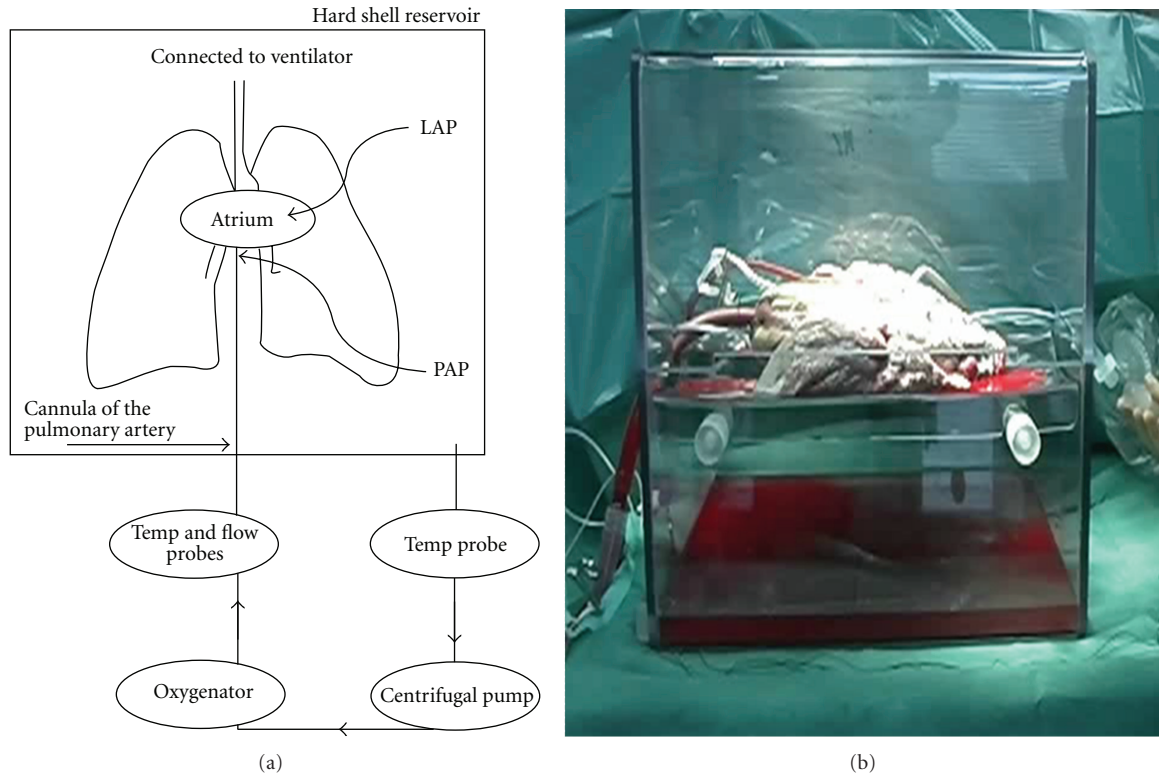 Hard shell reservoir
Connected to ventilator
LAP
Atrium
PAP
Cannula of the
pulmonary artery
Temp and flow
probes
Temp probe
Oxygenator
Centrifugal pump
(a)
(b)